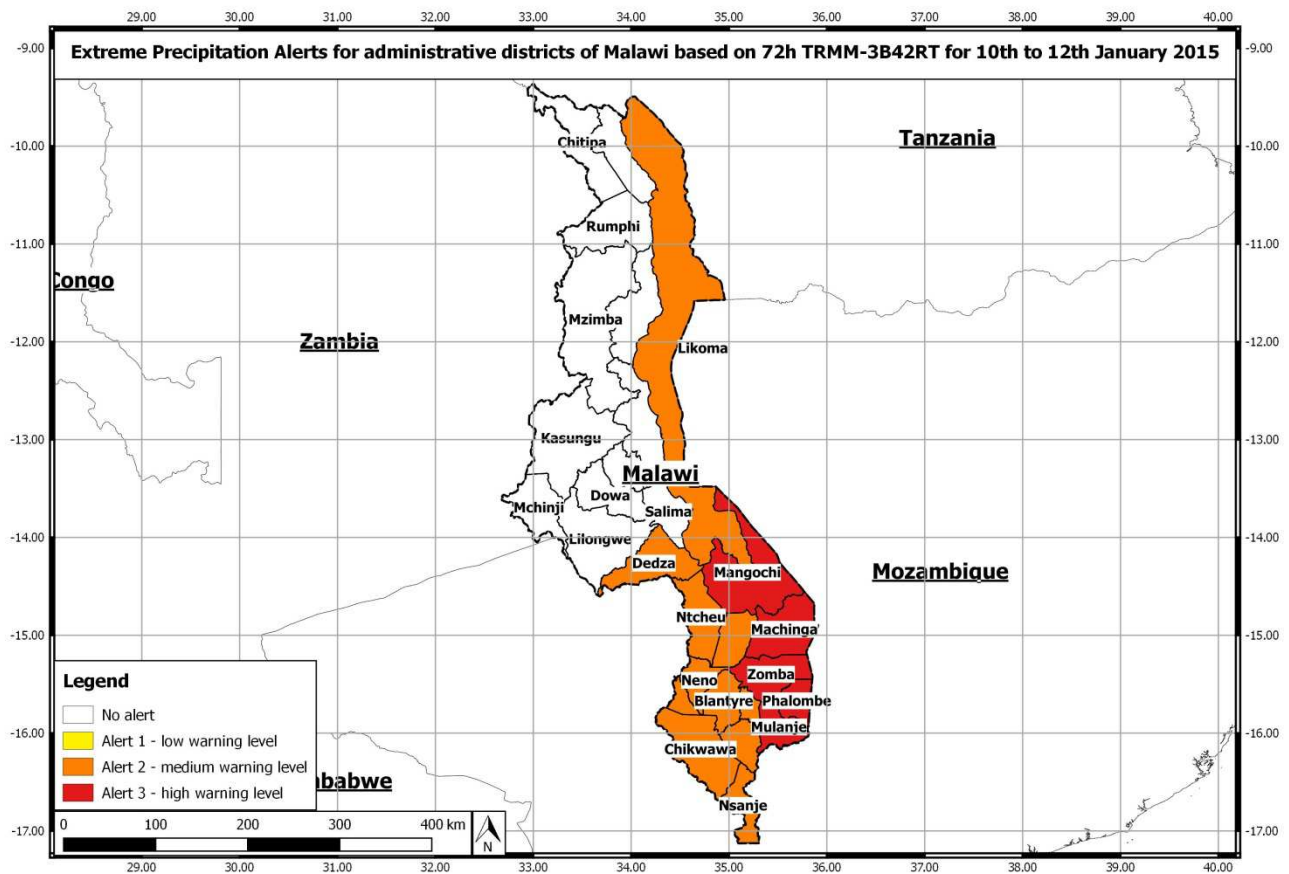 29.00 30.00 31.00 32.00 33.00 34.00 35.00 36.00 37.00 38.00 39.00 40.00
Extreme Precipitation Alerts for administrative districts of Malawi based on 72h TRMM-3B42RT for 10th to 12th January 2015
-9.00 -9.00
Chitipa
Tanzania
-10.00 -10.00
Rumphi
-11.00 -11.00
Congo
Mzimba
Zambia
Likoma
-12.00 -12.00
Kasungu
-13.00 -13.00
Malawi
Dowa
Mchinji
Salima
-14.00 -14.00
Lilongwe
Dedza
Mangochi
Mozambique
Ntcheu
Machinga
-15.00 -15.00
Zomba
Neno
Blantyre
Phalombe
Mulanje
-16.00 -16.00
Chikwawa
Nsanje
-17.00 -17.00
babwe
Legend
No alert
Alert 1 - low warning level
Alert 2 - medium warning level
Alert 3 - high warning level
0 100 200 300 400 km
N
29.00 30.00 31.00 32.00 33.00 34.00 35.00 36.00 37.00 38.00 39.00 40.00